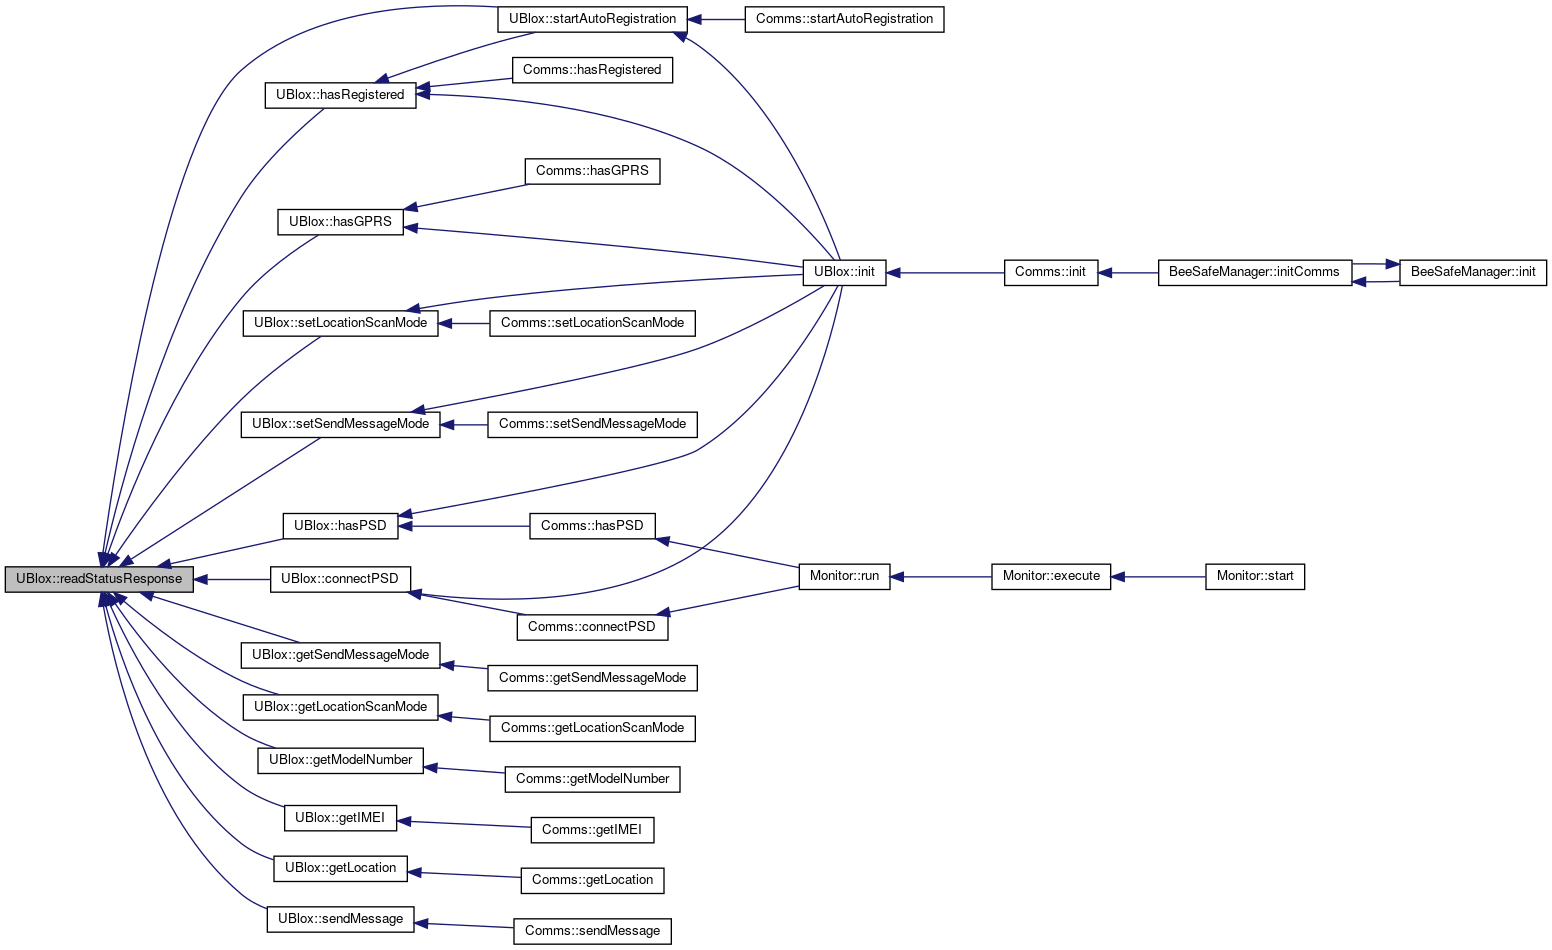 UBlox::startAutoRegistration
Comms::startAutoRegistration
Comms::hasRegistered
UBlox::hasRegistered
Comms::hasGPRS
UBlox::hasGPRS
UBlox::init
Comms::init
BeeSafeManager::initComms
BeeSafeManager::init
UBlox::setLocationScanMode
Comms::setLocationScanMode
UBlox::setSendMessageMode
Comms::setSendMessageMode
UBlox::hasPSD
Comms::hasPSD
UBlox::readStatusResponse
UBlox::connectPSD
Monitor::run
Monitor::execute
Monitor::start
Comms::connectPSD
UBlox::getSendMessageMode
Comms::getSendMessageMode
UBlox::getLocationScanMode
Comms::getLocationScanMode
UBlox::getModelNumber
Comms::getModelNumber
UBlox::getIMEI
Comms::getIMEI
UBlox::getLocation
Comms::getLocation
UBlox::sendMessage
Comms::sendMessage